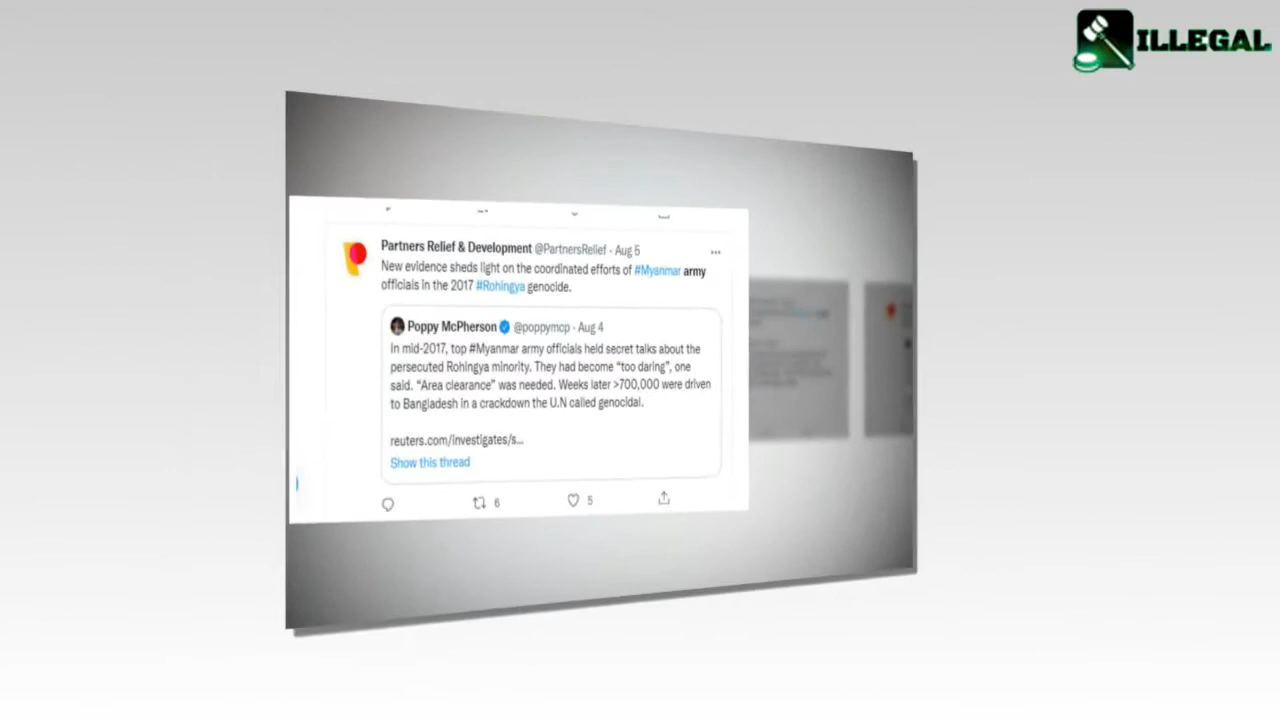 ILLEGAL
Partners Relief & Development @PartnersRelief · Aug 5
New evidence sheds light on the coordinated efforts of #Myanmar army
officials in the 2017 #Rohingya genocide.
Poppy McPherson @poppymcp · Aug 4
In mid-2017, top #Myanmar army officials held secret talks about the
persecuted Rohingya minority. They had become “too daring”, one
said. “Area clearance” was needed. Weeks later >700,000 were driven
to Bangladesh in a crackdown the U.N called genocidal.
reuters.com/investigates/s...
Show this thread
6 5